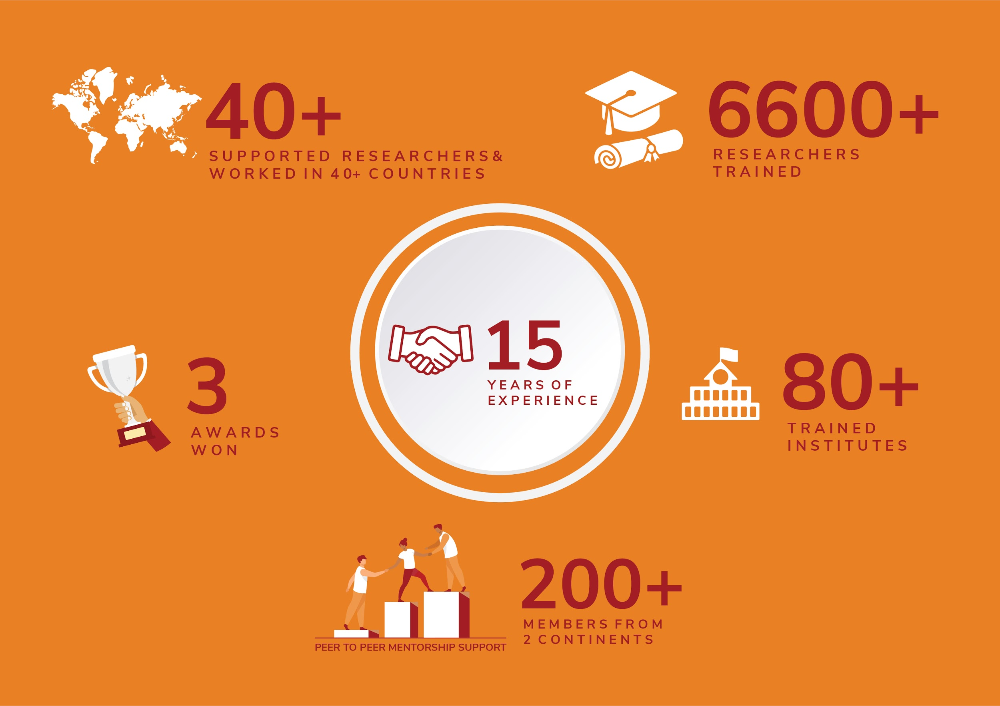 40+
SUPPORTED RESEARCHERS&
WORKED IN 40+ COUNTRIES
6600+
RESEARCHERS
TRAINED
15
YEARS OF
EXPERIENCE
3
AWARDS
WON
80+
TRAINED
INSTITUTES
200+
MEMBERS FROM
2 CONTINENTS
PEER TO PEER MENTORSHIP SUPPORT